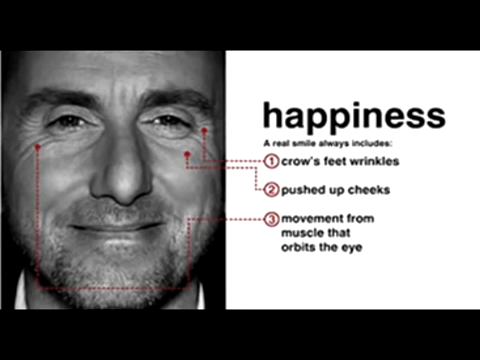 happiness
A real smile always includes:
1 crow's feet wrinkles
2 pushed up cheeks
3 movement from
muscle that
orbits the eye